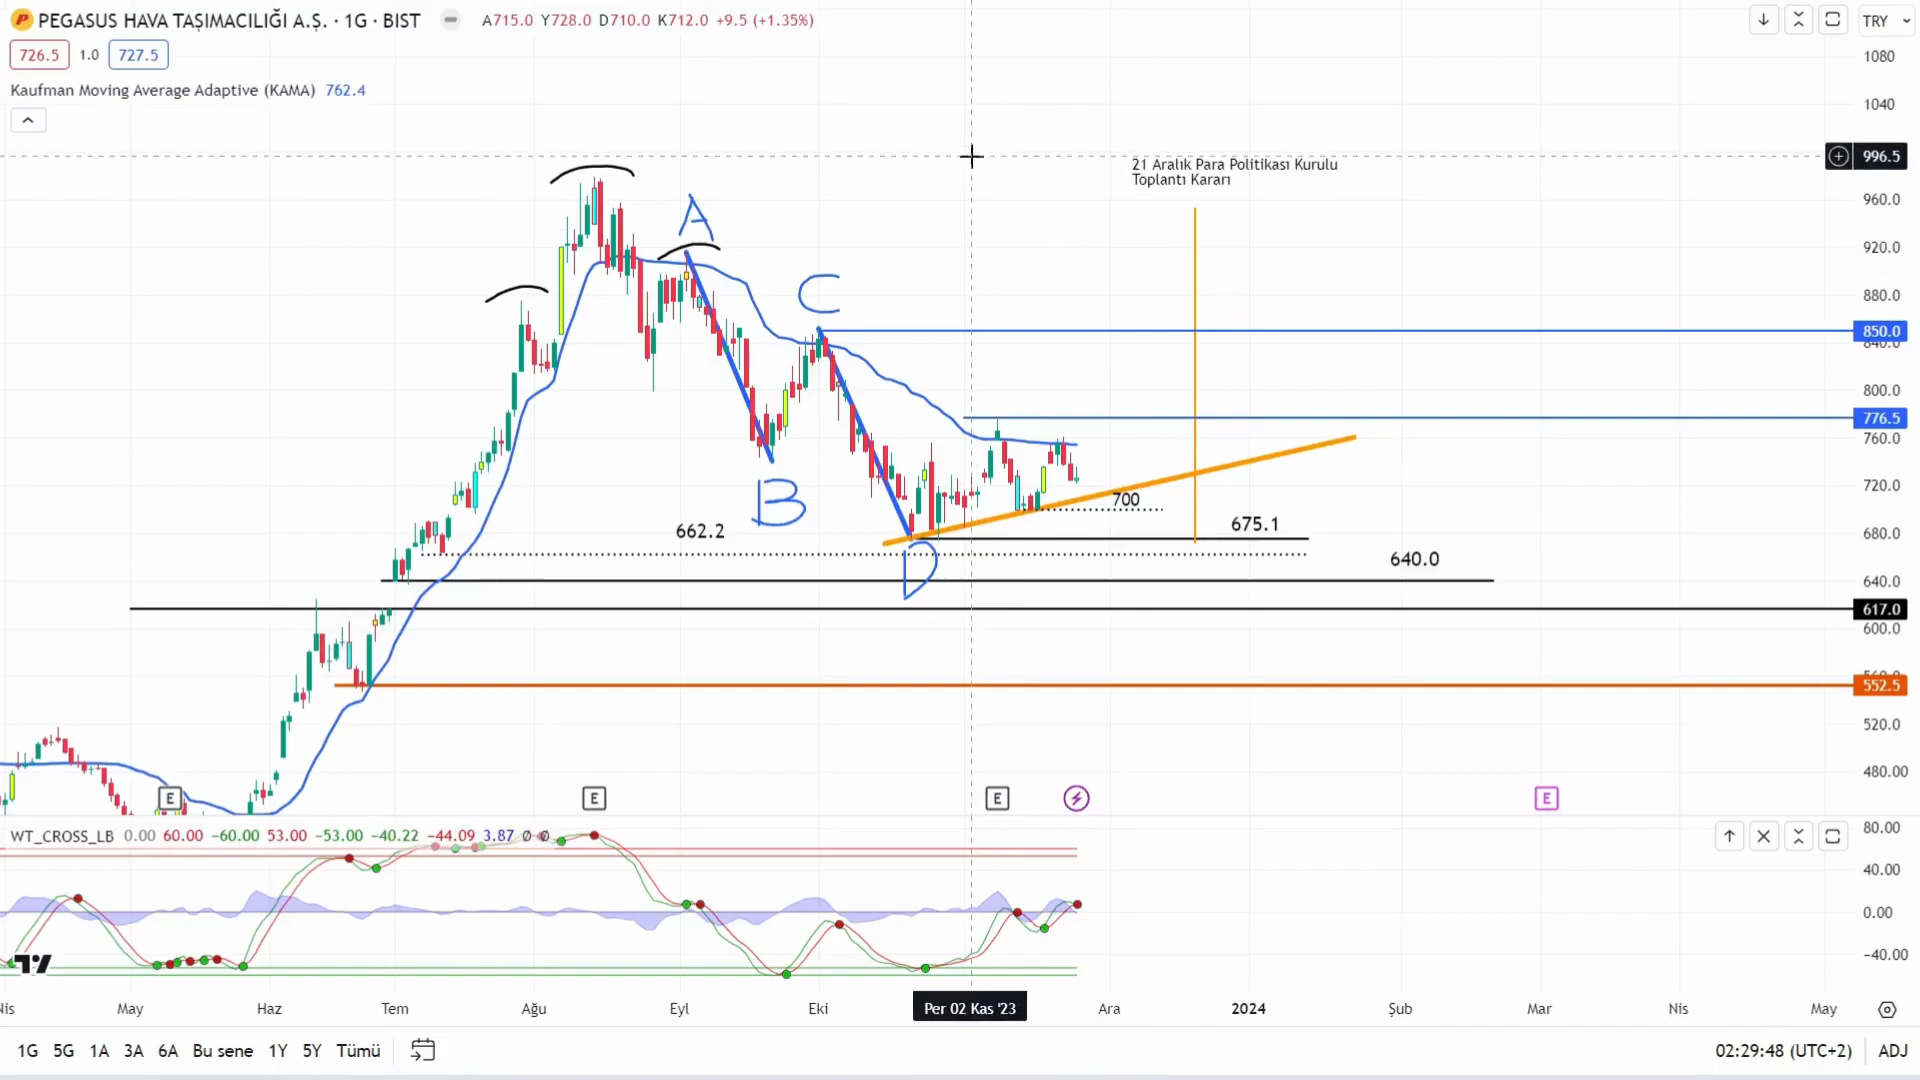 PEGASUS HAVA TAŞIMACILIĞI A.Ş. · 1G · BIST A715.0 Y728.0 D710.0 K712.0 +9.5 (+1.35%)
TRY
726.5 1.0 727.5
1080
Kaufman Moving Average Adaptive (KAMA) 762.4
1040
996.5
21 Aralık Para Politikası Kurulu
Toplantı Kararı
960.0
A
920.0
C
880.0
850.0
840.0
800.0
776.5
760.0
720.0
B
700
662.2
675.1
680.0
D
640.0
640.0
617.0
600.0
560.0
552.5
520.0
480.00
E E E E
WT_CROSS_LB 0.00 60.00 −60.00 53.00 −53.00 −40.22 −44.09 3.87 Ø Ø
80.00
40.00
0.00
−40.00
Nis May Haz Tem Ağu Eyl Eki Per 02 Kas '23 Ara 2024 Şub Mar Nis May
1G 5G 1A 3A 6A Bu sene 1Y 5Y Tümü 02:29:48 (UTC+2) ADJ